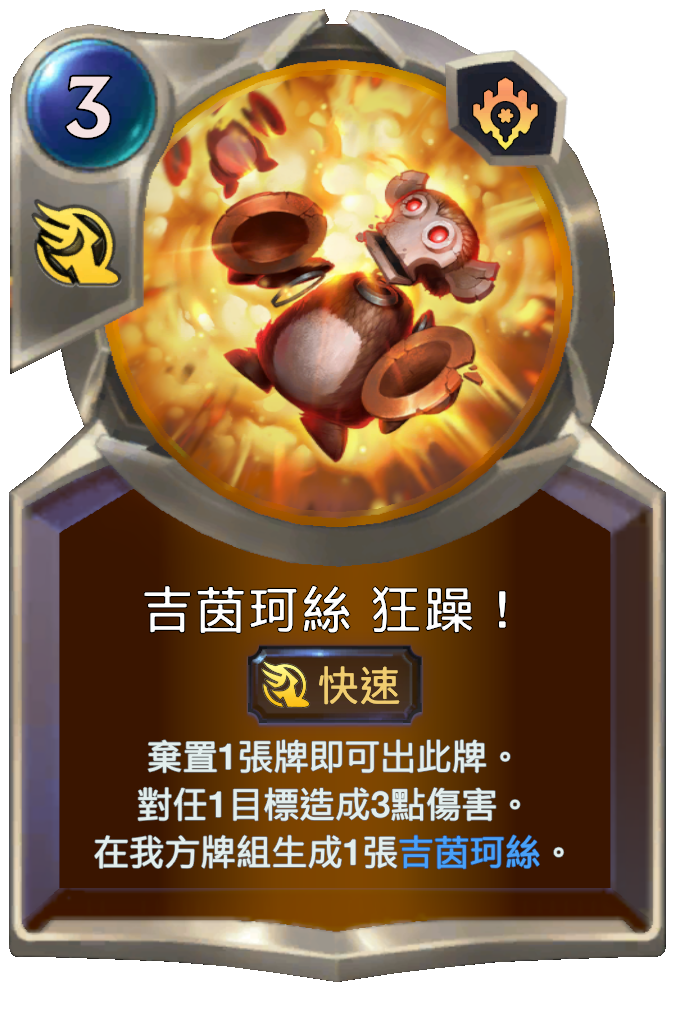 3
吉茵珂絲 狂躁！
快速
棄置1張牌即可出此牌。
對任1目標造成3點傷害。
在我方牌組生成1張吉茵珂絲。